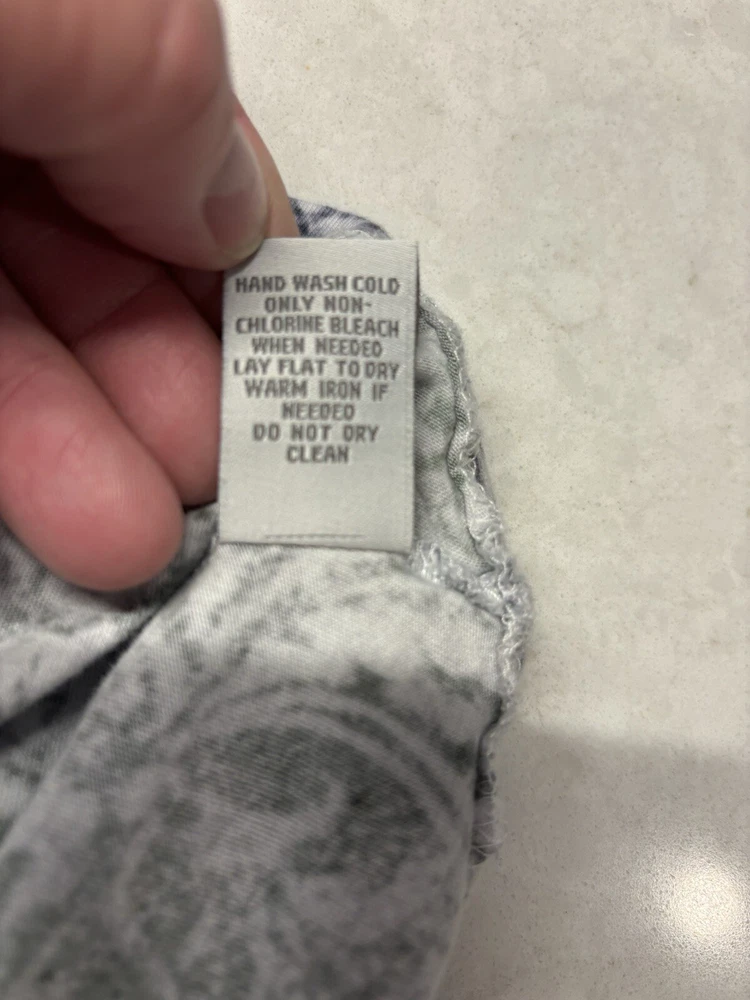 HAND WASH COLD
ONLY NON-
CHLORINE BLEACH
WHEN NEEDED
LAY FLAT TO DRY
WARM IRON IF
NEEDED
DO NOT DRY
CLEAN